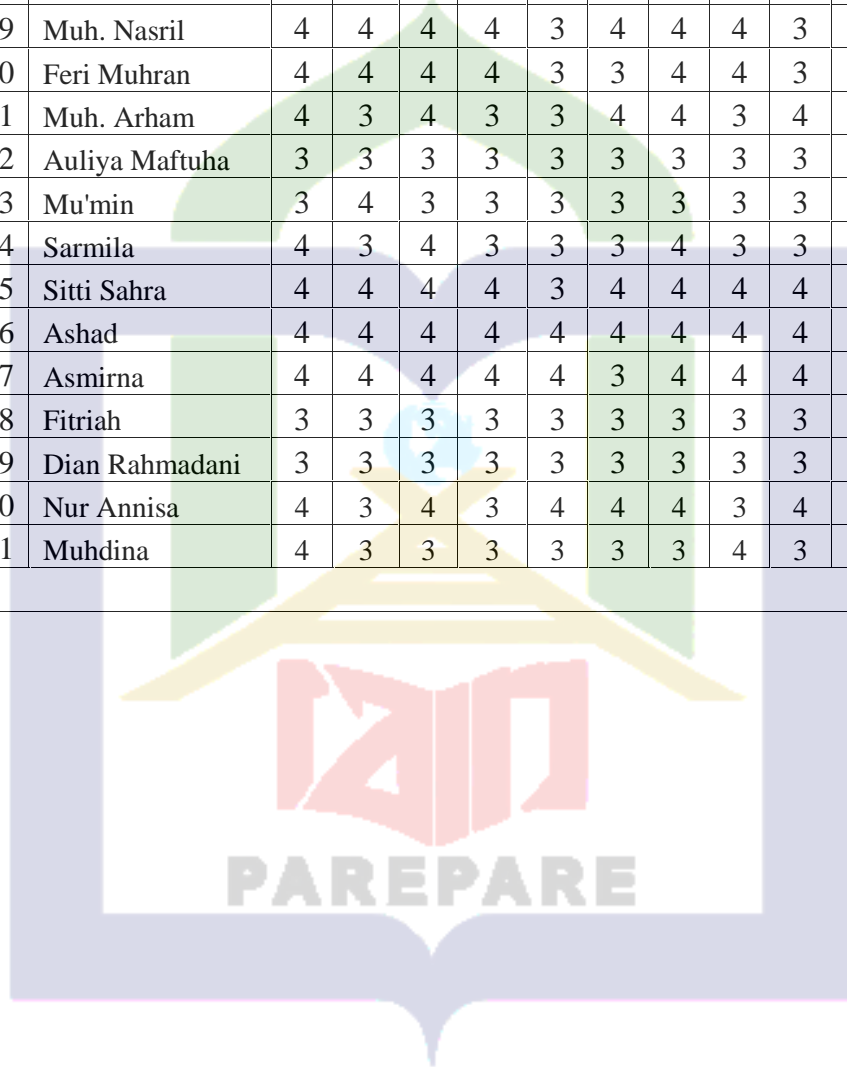 9 Muh. Nasril 4 4 4 4 3 4 4 4 3
0 Feri Muhran 4 4 4 4 3 3 4 4 3
1 Muh. Arham 4 3 4 3 3 4 4 3 4
2 Auliya Maftuha 3 3 3 3 3 3 3 3 3
3 Mu'min 3 4 3 3 3 3 3 3 3
4 Sarmila 4 3 4 3 3 3 4 3 3
5 Sitti Sahra 4 4 4 4 3 4 4 4 4
6 Ashad 4 4 4 4 4 4 4 4 4
7 Asmirna 4 4 4 4 4 3 4 4 4
8 Fitriah 3 3 3 3 3 3 3 3 3
9 Dian Rahmadani 3 3 3 3 3 3 3 3 3
0 Nur Annisa 4 3 4 3 4 4 4 3 4
1 Muhdina 4 3 3 3 3 3 3 4 3
iain
PAREPARE